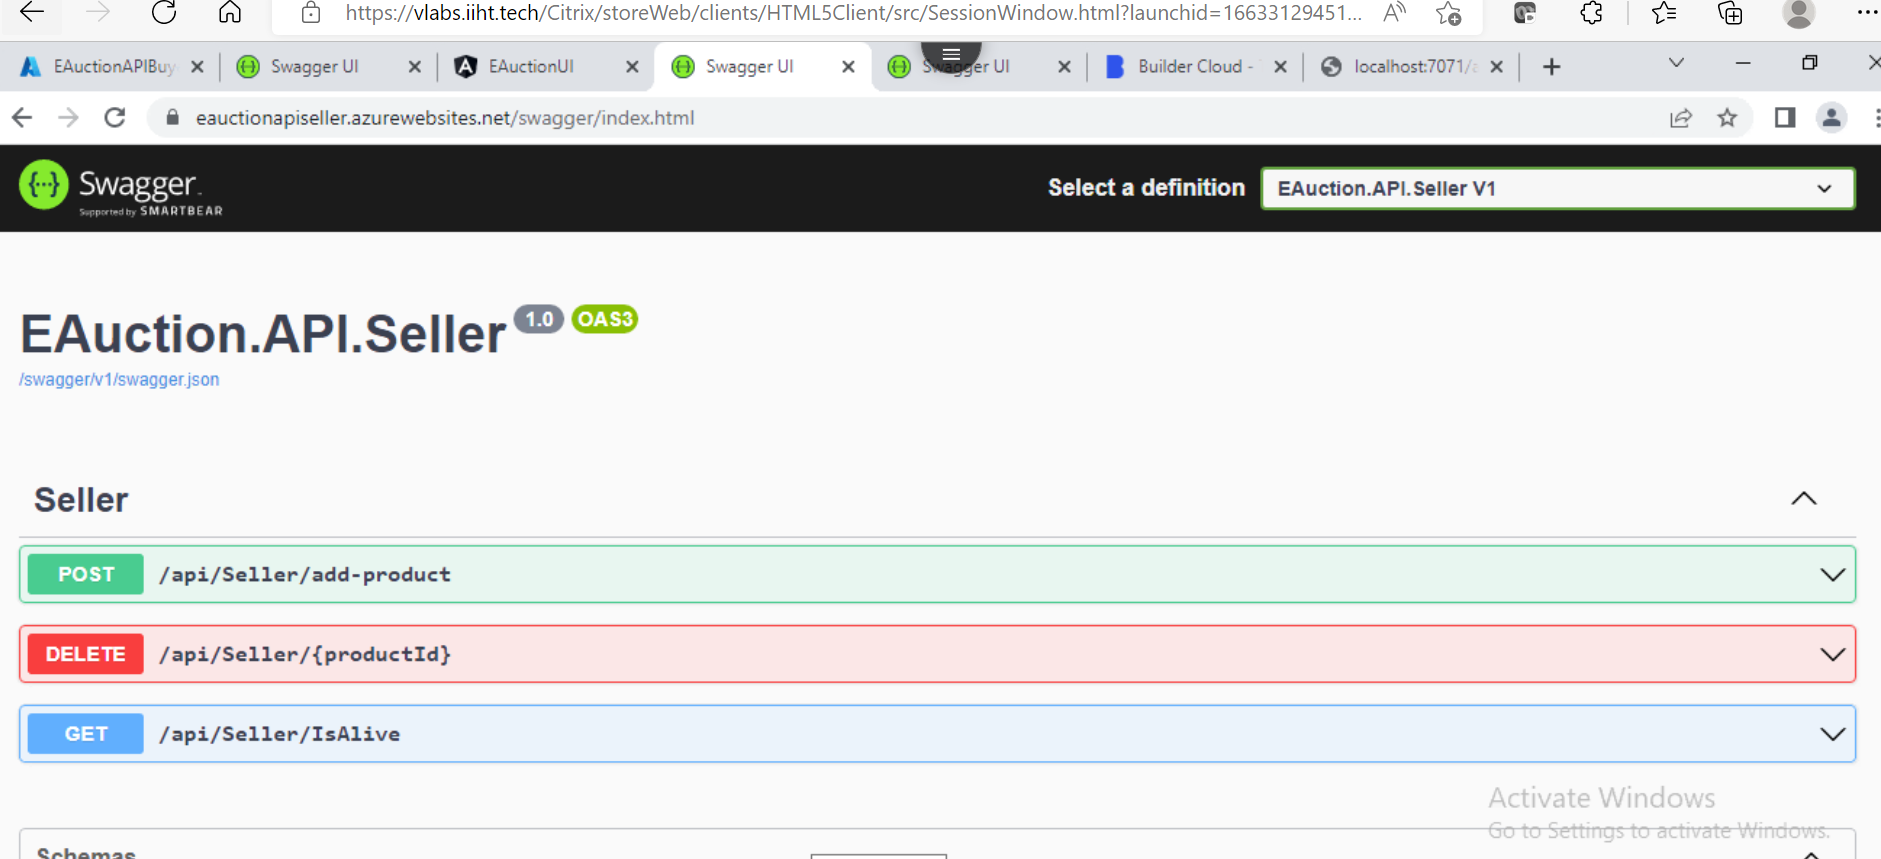 https://vlabs.iiht.tech/Citrix/storeWeb/clients/HTML5Client/src/SessionWindow.html?launchid=16633129451...
EAuctionAPIBuy
Swagger UI
EAuctionUI
Swagger UI
Swagger UI
Builder Cloud -
localhost:7071/
eauctionapiseller.azurewebsites.net/swagger/index.html
Swagger
Supported by SMARTBEAR
Select a definition
EAuction.API.Seller V1
EAuction.API.Seller 1.0 OAS3
/swagger/v1/swagger.json
Seller
POST /api/Seller/add-product
DELETE /api/Seller/{productId}
GET /api/Seller/IsAlive
Activate Windows
Go to Settings to activate Windows.
Schemas